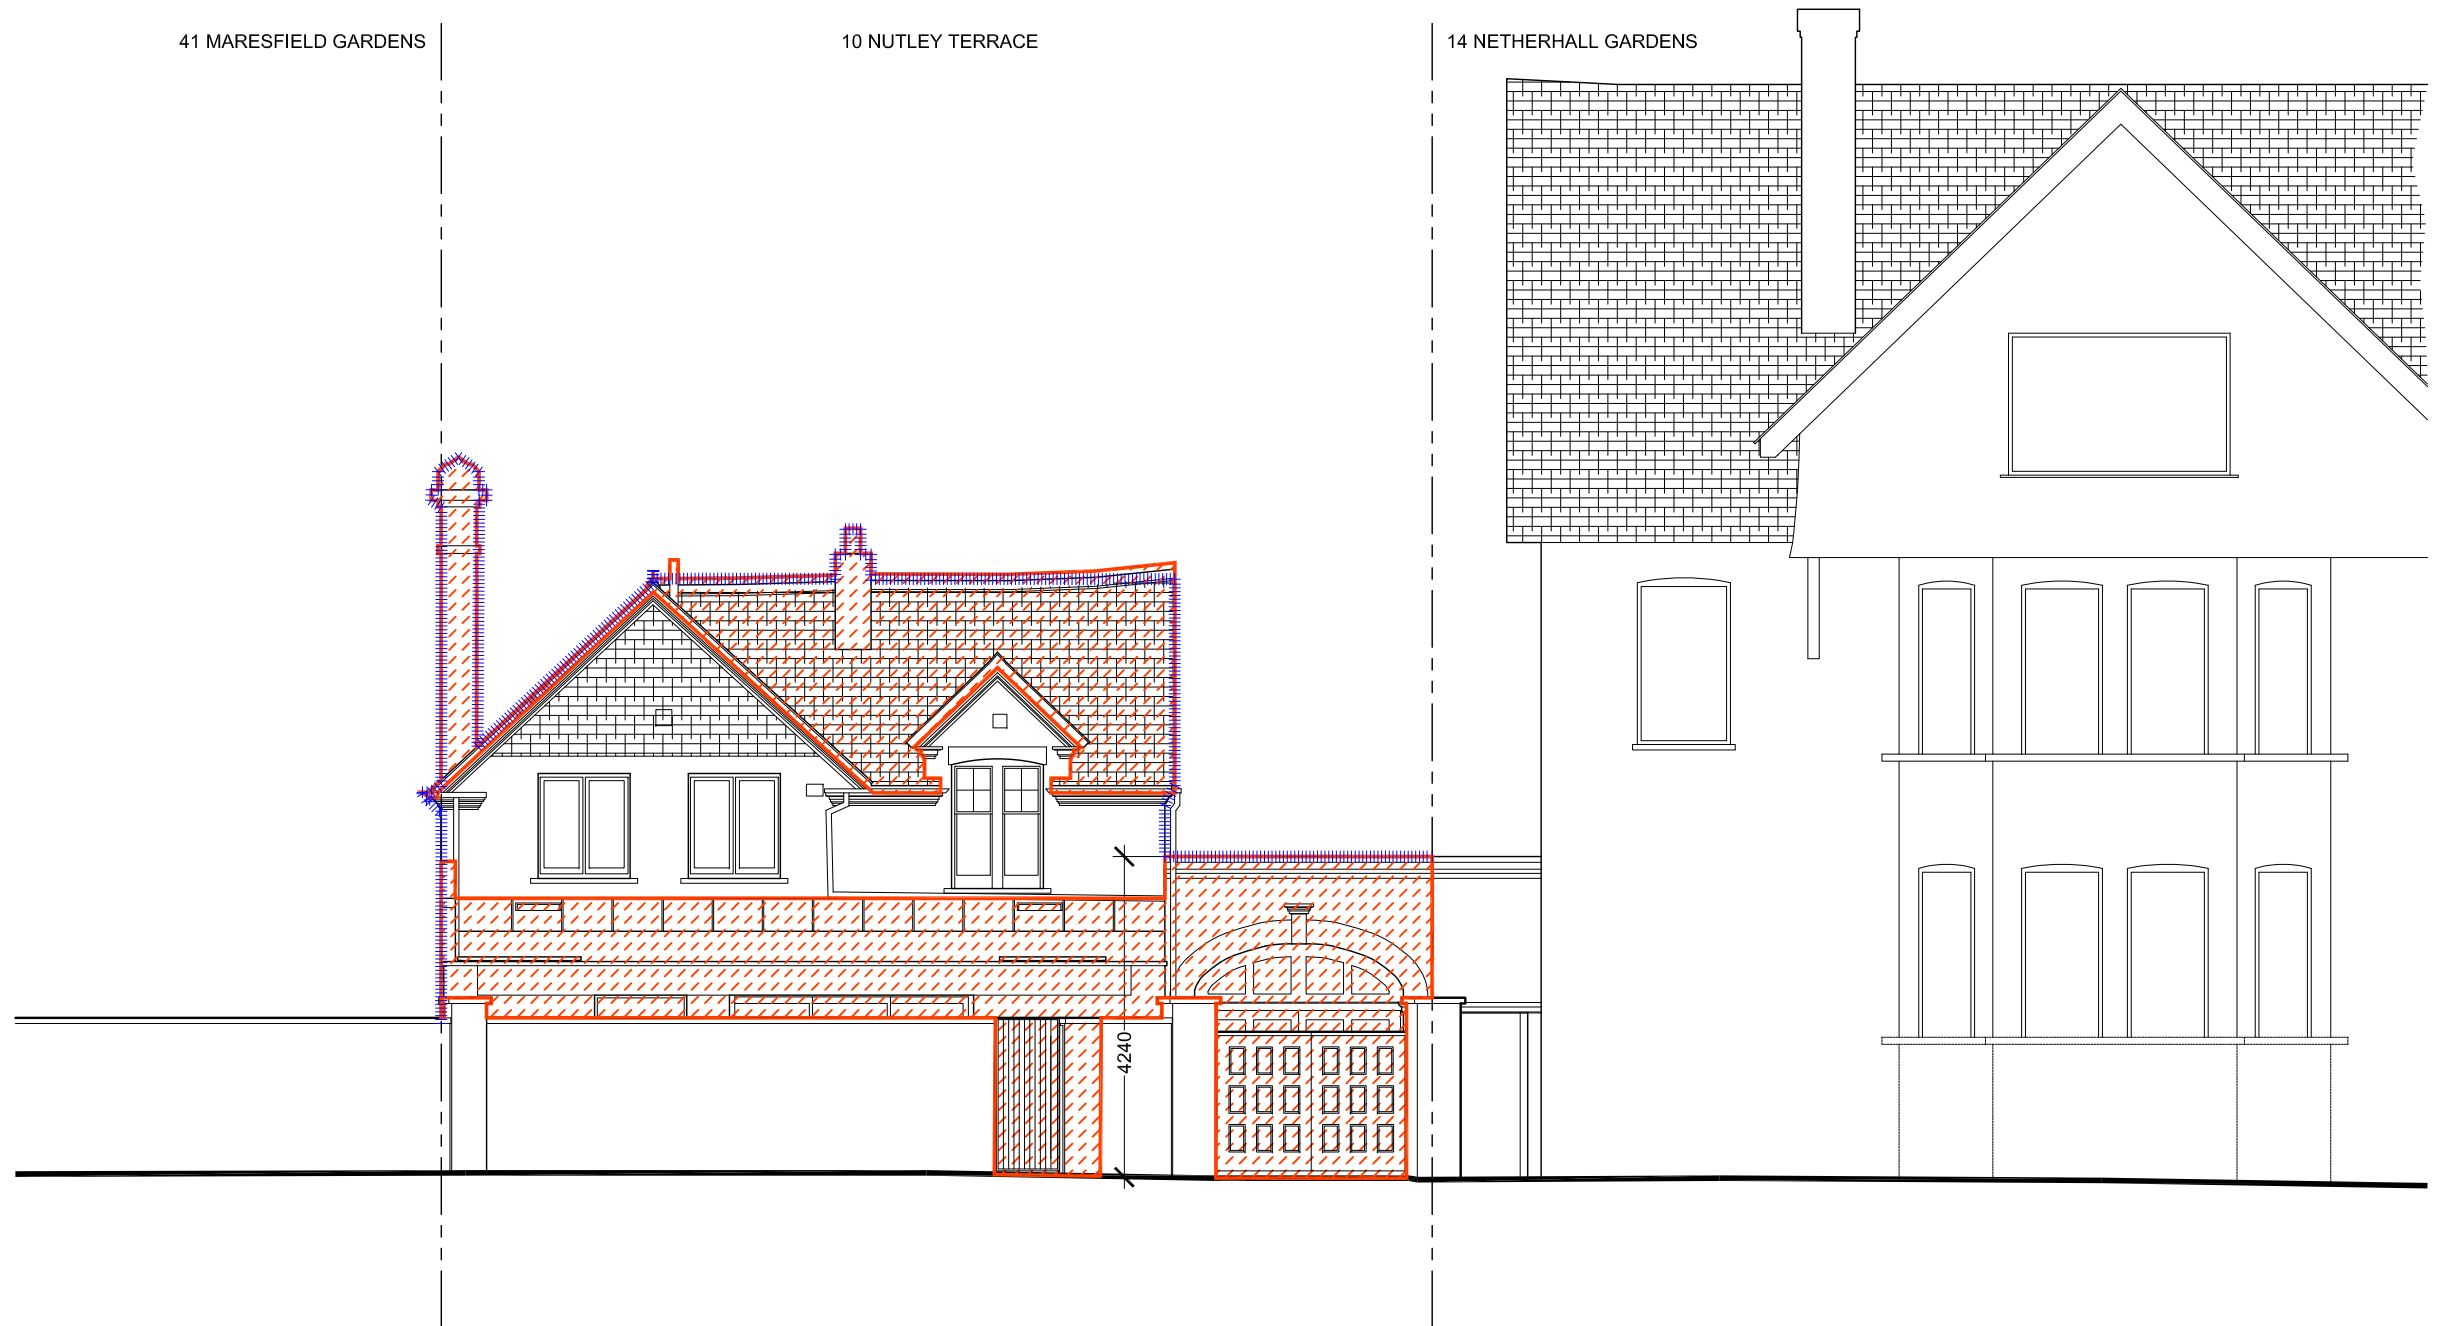 41 MARESFIELD GARDENS
10 NUTLEY TERRACE
14 NETHERHALL GARDENS
4240